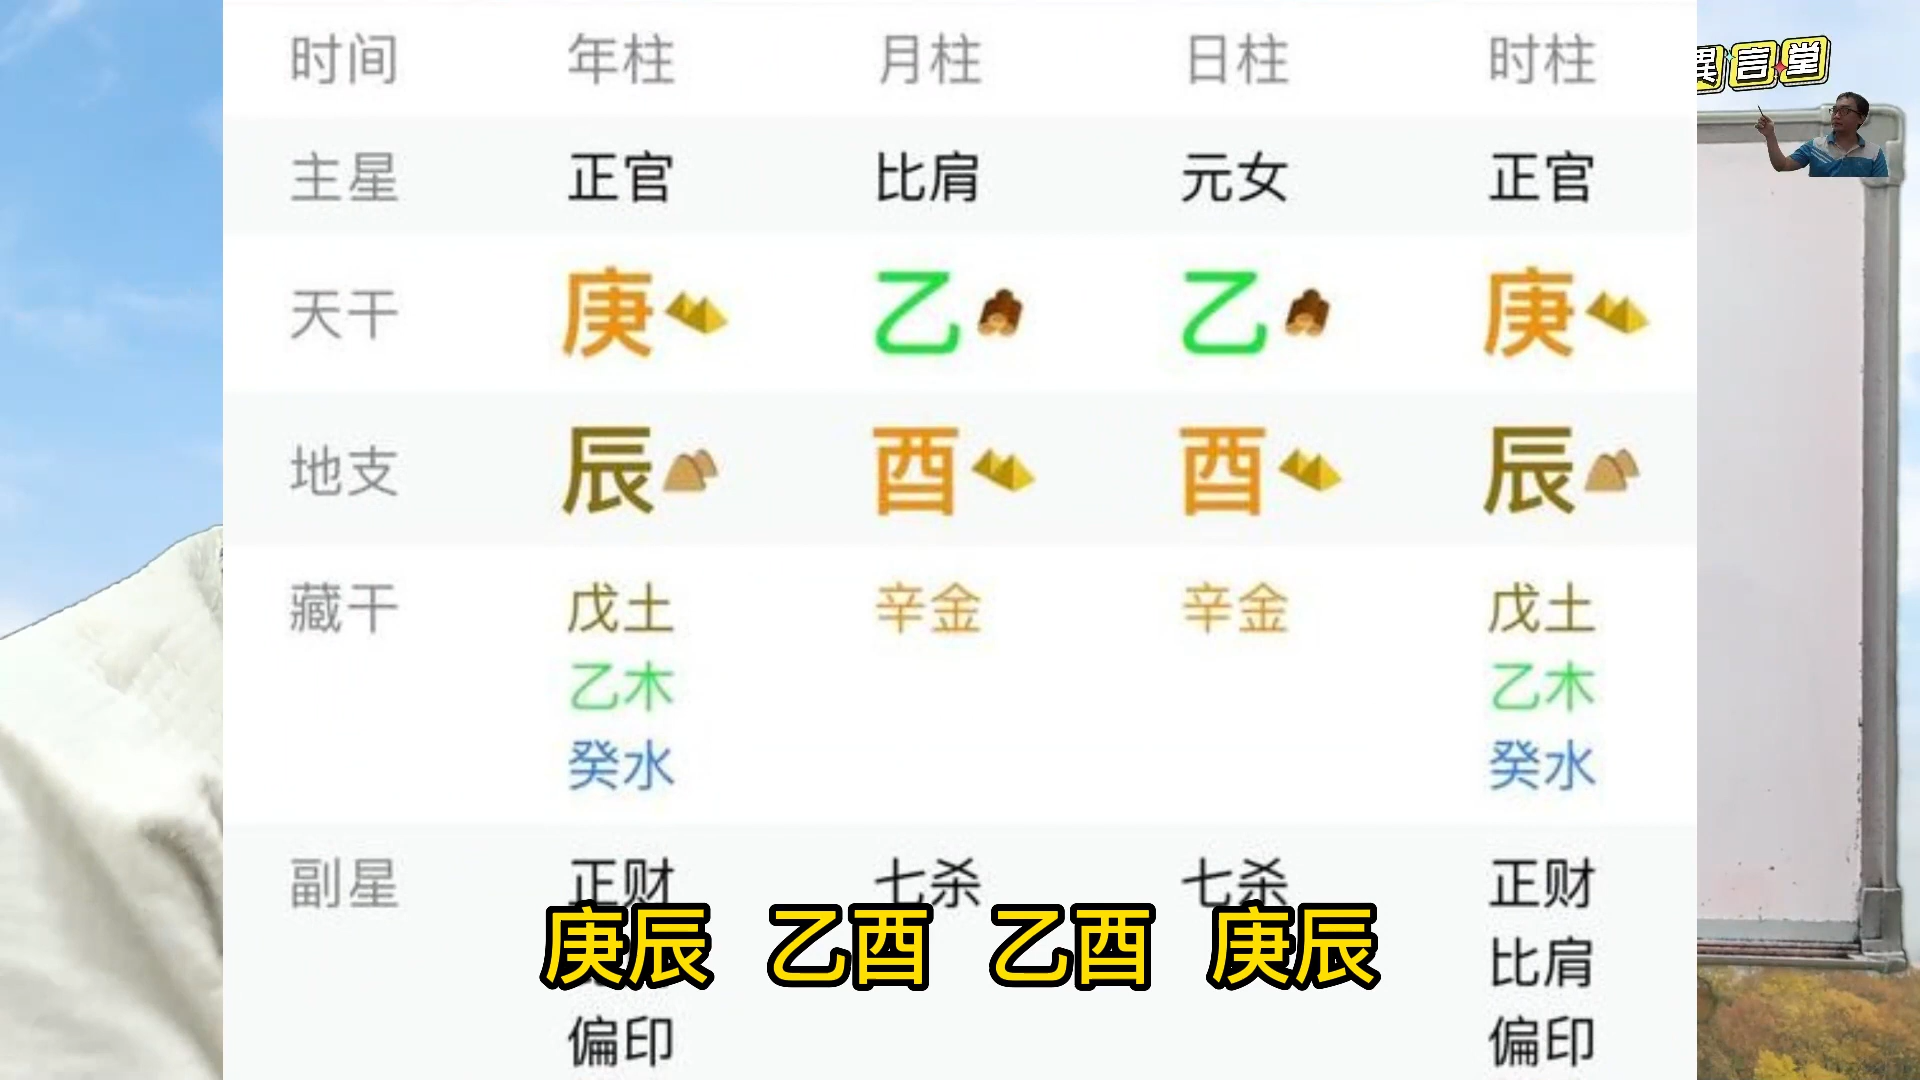 时间 年柱 月柱 日柱 时柱
異言堂
主星 正官 比肩 元女 正官
天干 庚 乙 乙 庚
地支 辰 酉 酉 辰
藏干 戊土 辛金 辛金 戊土
乙木 乙木
癸水 癸水
副星 正财 七杀 七杀 正财
庚辰 乙酉 乙酉 庚辰
比肩
偏印 偏印